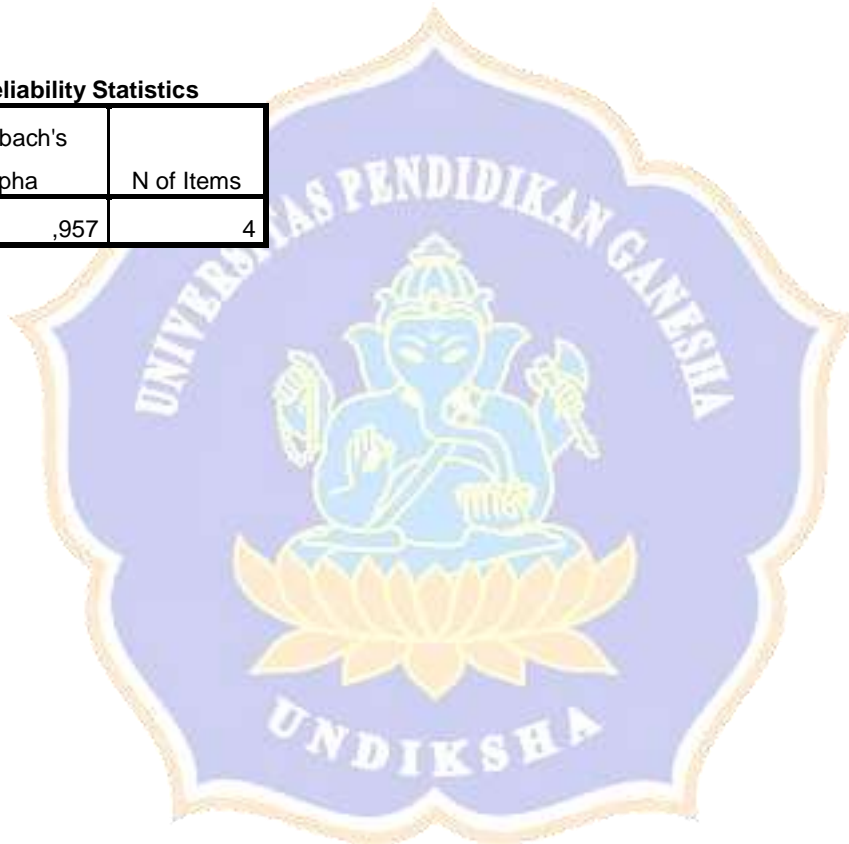 eliability Statistics
bach's
pha N of Items
,957 4
UNIVERSITAS PENDIDIKAN GANESHA
UNDIKSHA